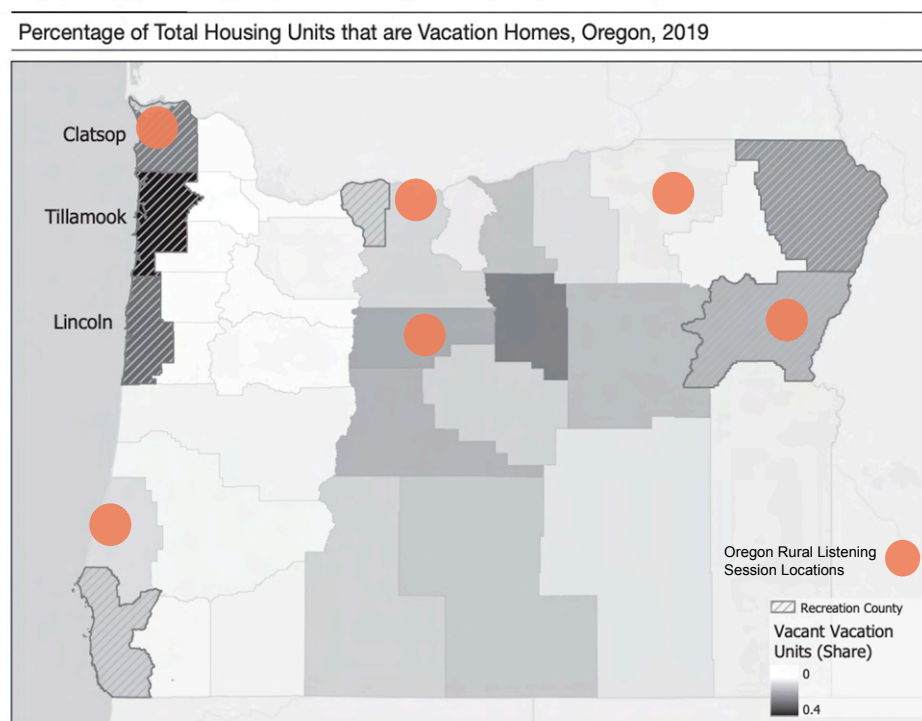 Percentage of Total Housing Units that are Vacation Homes, Oregon, 2019
Clatsop
Tillamook
Lincoln
Oregon Rural Listening
Session Locations
Recreation County
Vacant Vacation
Units (Share)
0
0.4